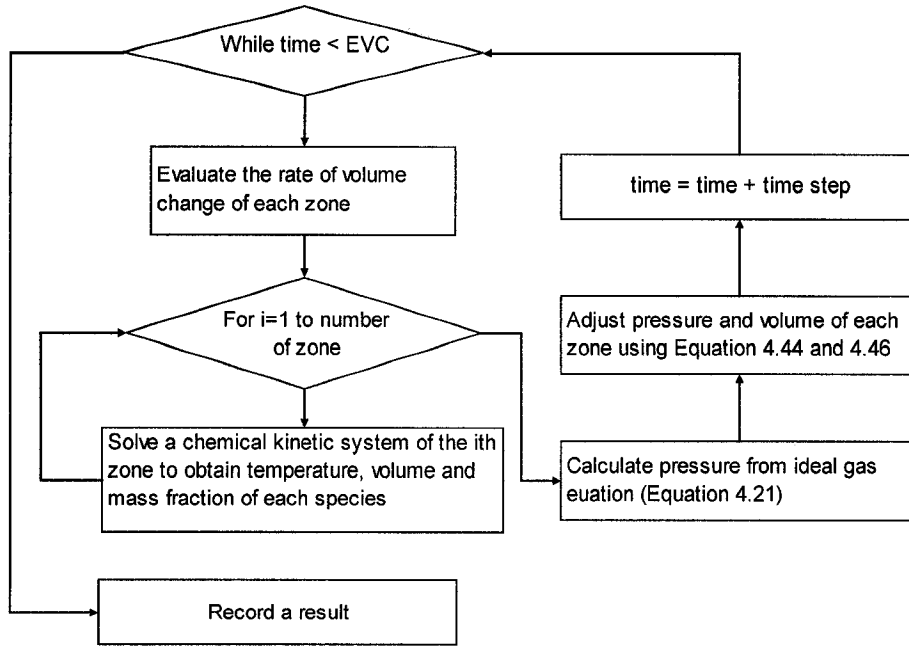 While time < EVC
Evaluate the rate of volume
change of each zone
For i=1 to number
of zone
Solve a chemical kinetic system of the ith
zone to obtain temperature, volume and
mass fraction of each species
Calculate pressure from ideal gas
euation (Equation 4.21)
Adjust pressure and volume of each
zone using Equation 4.44 and 4.46
time = time + time step
Record a result